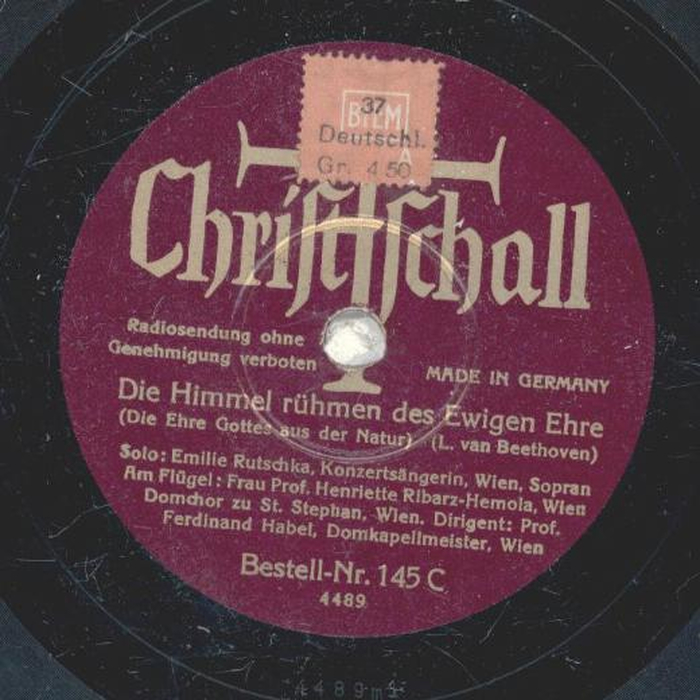 37
BIEM
Deutschl.
Gr. 4 50
Christschall
Radiosendung ohne
Genehmigung verboten
MADE IN GERMANY
Die Himmel rühmen des Ewigen Ehre
(Die Ehre Gottes aus der Natur) (L. van Beethoven)
Solo: Emilie Rutschka, Konzertsängerin, Wien, Sopran
Am Flügel: Frau Prof. Henriette Ribarz-Hemola, Wien
Domchor zu St. Stephan, Wien. Dirigent: Prof.
Ferdinand Habel, Domkapellmeister, Wien
Bestell-Nr. 145 C
4489